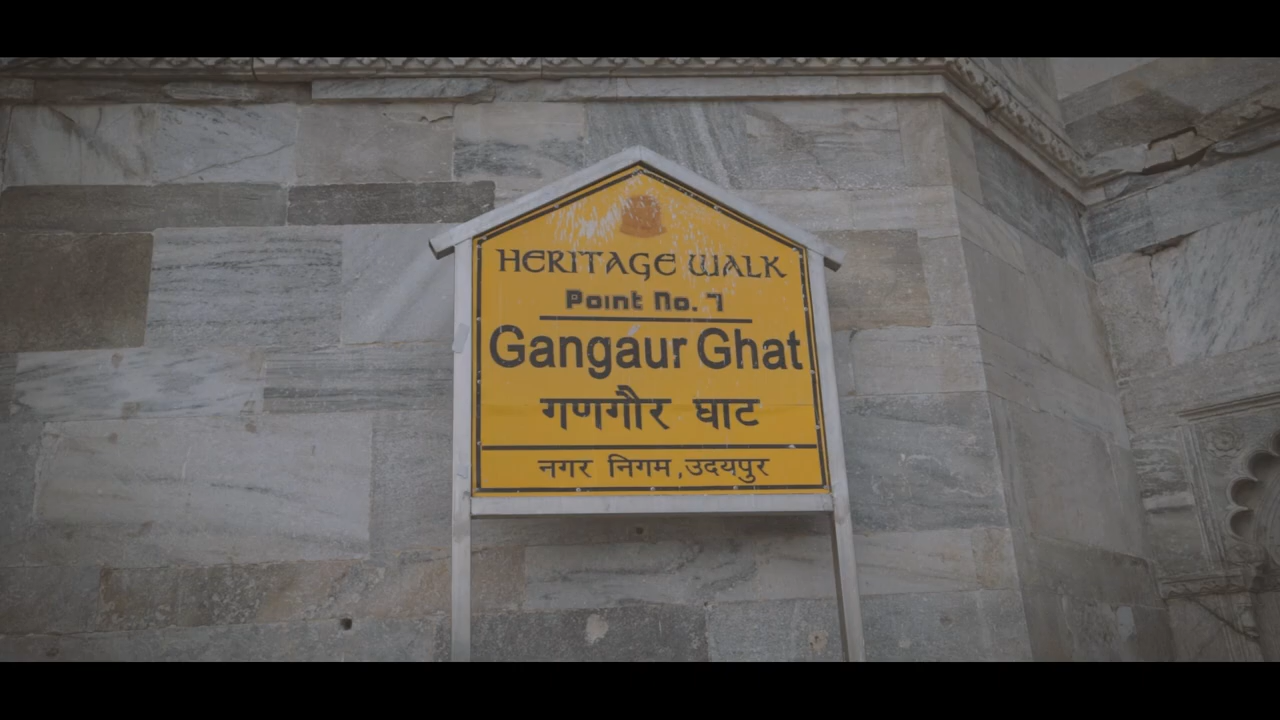 HERITAGE WALK
Point No. 7
Gangaur Ghat
गणगौर घाट
नगर निगम,उदयपुर